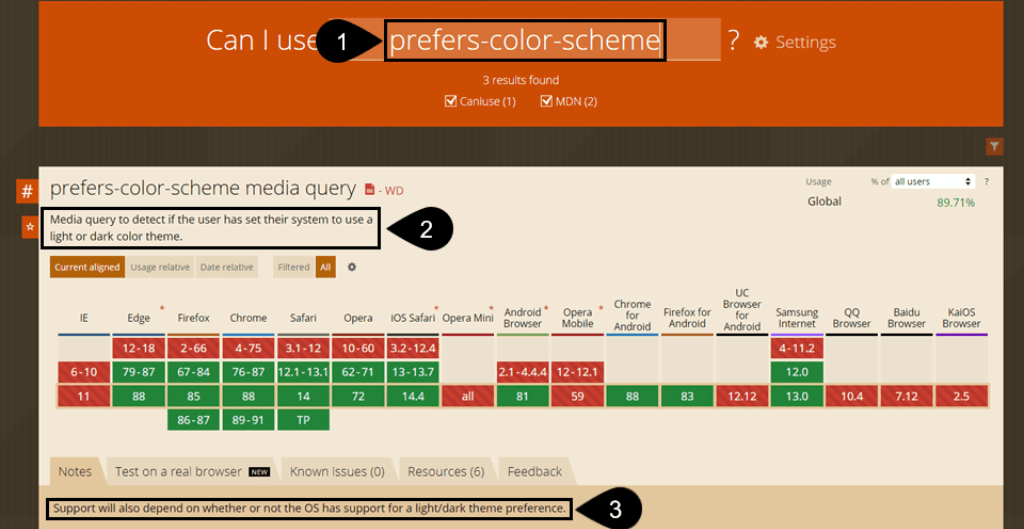 Can I use prefers-color-scheme ? Settings
1
3 results found
Caniuse (1) MDN (2)
#
prefers-color-scheme media query - WD
Usage % of all users ?
Global 89.71%
Media query to detect if the user has set their system to use a
light or dark color theme.
2
Current aligned Usage relative Date relative Filtered All
IE Edge * Firefox Chrome Safari Opera iOS Safari * Opera Mini * Android Browser * Opera Mobile * Chrome for Android Firefox for Android UC Browser for Android Samsung Internet QQ Browser Baidu Browser KaiOS Browser
12-18 2-66 4-75 3.1-12 10-60 3.2-12.4 4-11.2
6-10 79-87 67-84 76-87 12.1-13.1 62-71 13-13.7 2.1-4.4.4 12-12.1 12.0
11 88 85 88 14 72 14.4 all 81 59 88 83 12.12 13.0 10.4 7.12 2.5
86-87 89-91 TP
Notes Test on a real browser NEW Known issues (0) Resources (6) Feedback
Support will also depend on whether or not the OS has support for a light/dark theme preference.
3